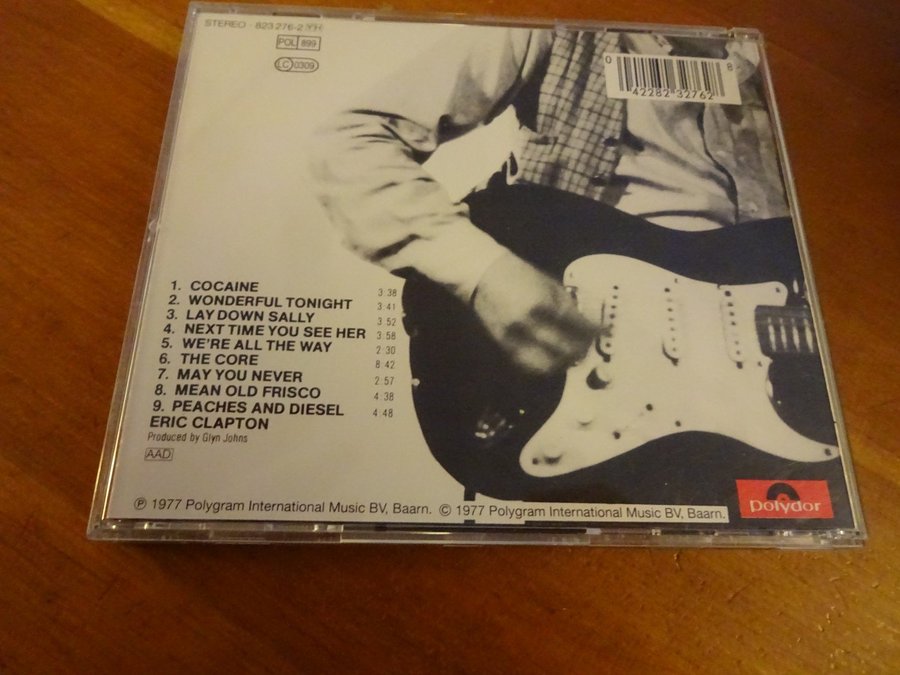 STEREO · 823 276-2 YH
POL 899
LC 0309
0 42282 32762 8
1. COCAINE 3 38
2. WONDERFUL TONIGHT 3 41
3. LAY DOWN SALLY 3 52
4. NEXT TIME YOU SEE HER 3 58
5. WE'RE ALL THE WAY 2 30
6. THE CORE 8 42
7. MAY YOU NEVER 2 57
8. MEAN OLD FRISCO 4 38
9. PEACHES AND DIESEL 4 48
ERIC CLAPTON
Produced by Glyn Johns
AAD
℗ 1977 Polygram International Music BV, Baarn. © 1977 Polygram International Music BV, Baarn.
polydor